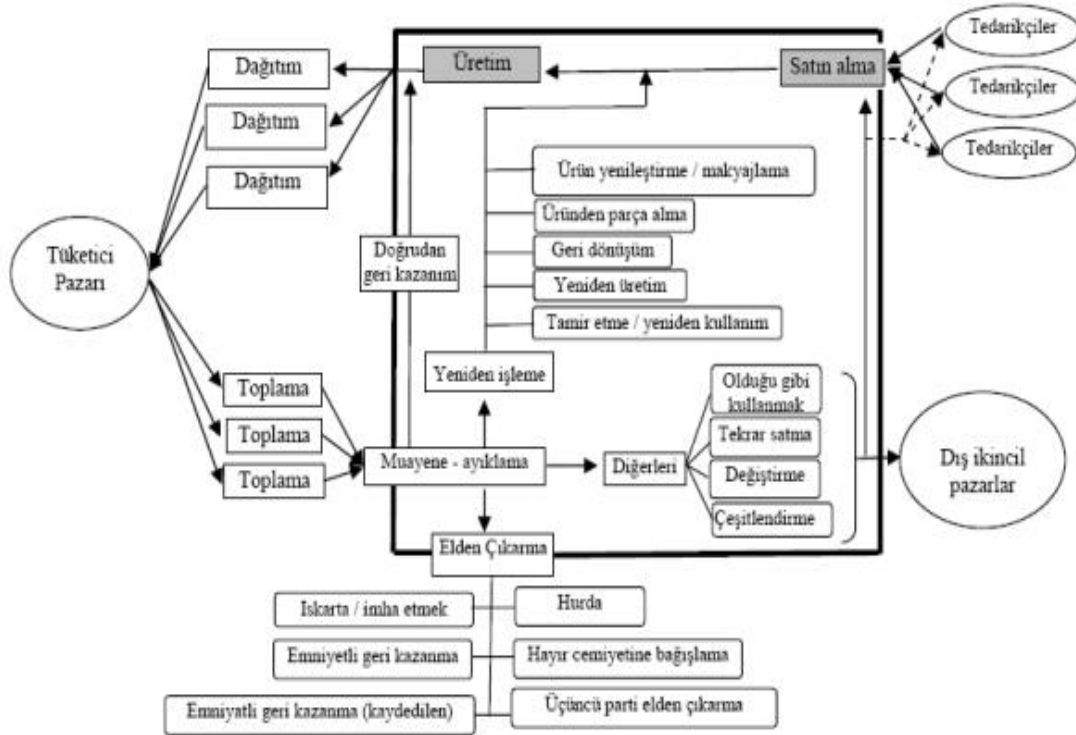 Tedarikçiler
Üretim
Satın alma
Dağıtım
Tedarikçiler
Dağıtım
Tedarikçiler
Dağıtım
Ürün yenileştirme / makyajlama
Üründen parça alma
Tüketici
Pazarı
Doğrudan
geri kazanım
Geri dönüşüm
Yeniden üretim
Tamir etme / yeniden kullanım
Yeniden işleme
Toplama
Olduğu gibi
kullanmak
Toplama
Tekrar satma
Toplama
Muayene - ayıklama
Diğerleri
Değiştirme
Dış ikincil
pazarlar
Çeşitlendirme
Elden Çıkarma
Iskarta / imha etmek
Hurda
Emniyetli geri kazanma
Hayır cemiyetine bağışlama
Emniyatli geri kazanma (kaydedilen)
Üçüncü parti elden çıkarma